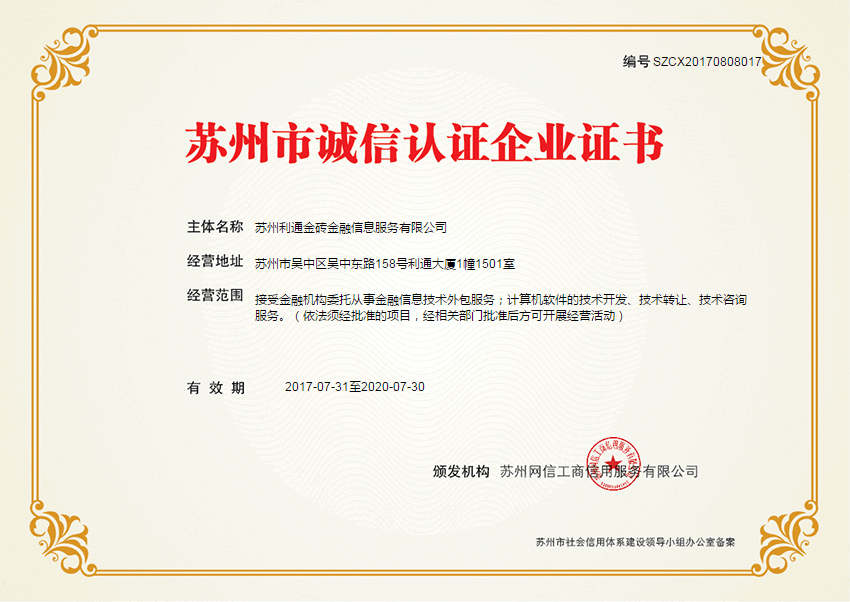 编号 SZCX20170808017
苏州市诚信认证企业证书
主体名称 苏州利通金砖金融信息服务有限公司
经营地址 苏州市吴中区吴中东路158号利通大厦1幢1501室
经营范围 接受金融机构委托从事金融信息技术外包服务；计算机软件的技术开发、技术转让、技术咨询
服务。（依法须经批准的项目，经相关部门批准后方可开展经营活动）
有 效 期 2017-07-31至2020-07-30
颁发机构 苏州网信工商信用服务有限公司
苏州市社会信用体系建设领导小组办公室备案